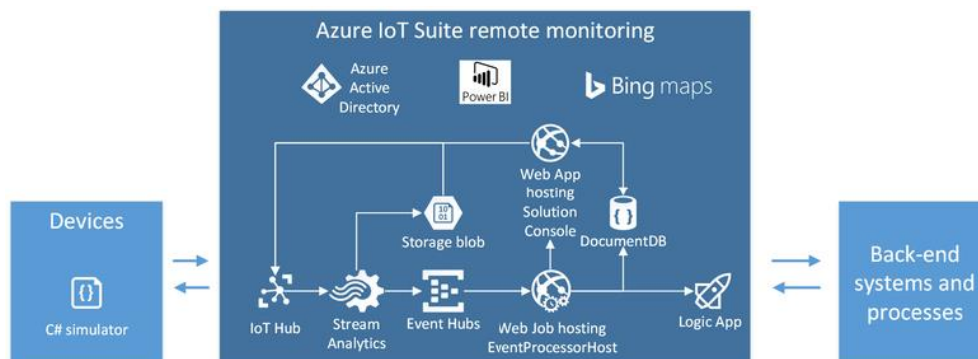 Azure IoT Suite remote monitoring
Azure
Active
Directory
Power BI
Bing maps
Devices
C# simulator
Web App
hosting
Solution
Console
10
01
Storage blob
{ }
DocumentDB
{}
IoT Hub
Stream
Analytics
Event Hubs
Web Job hosting
EventProcessorHost
Logic App
Back-end
systems and
processes